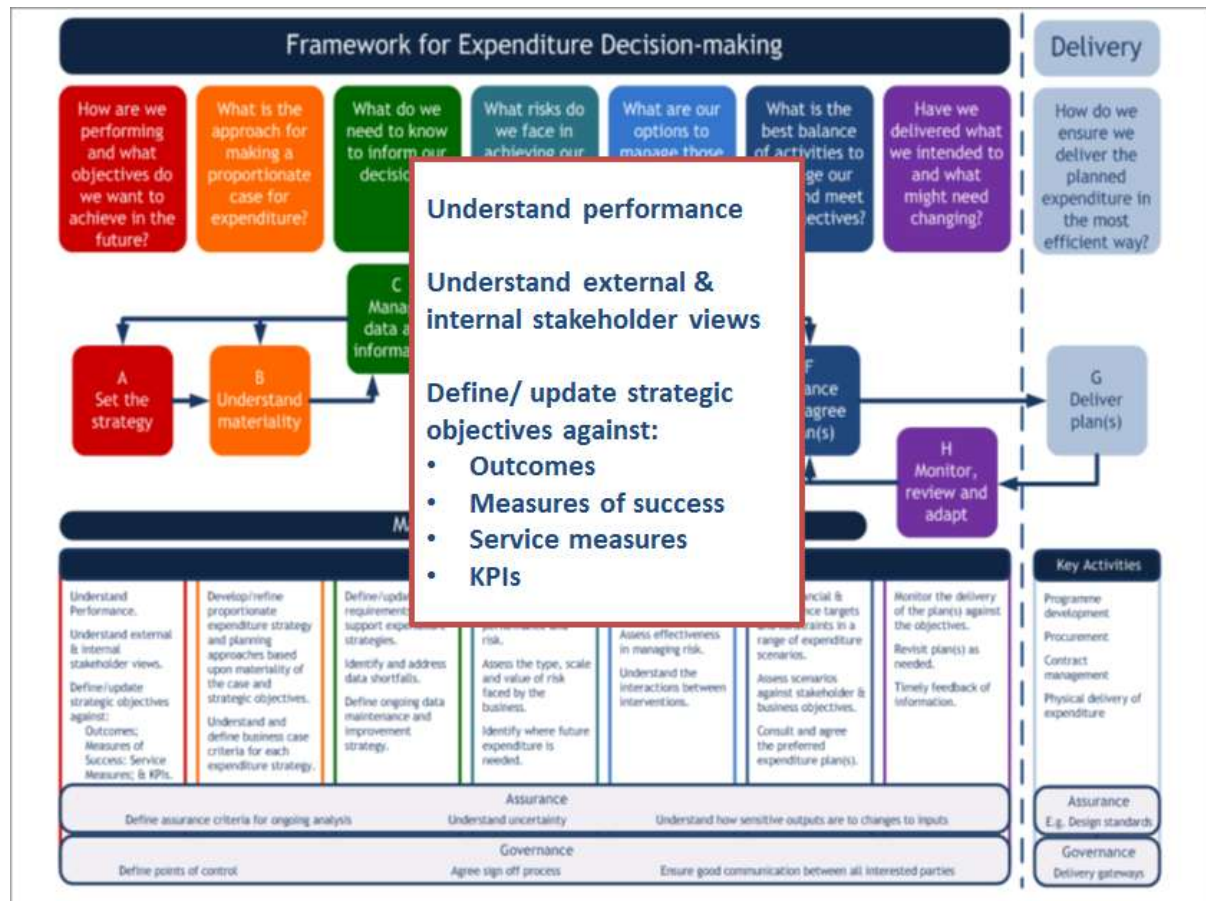 Framework for Expenditure Decision-making
Delivery
How are we
performing
and what
objectives do
we want to
achieve in the
future?
What is the
approach for
making a
proportionate
case for
expenditure?
What do we
need to know
to inform our
What risks do
we face in
achieving our
What are our
options to
manage those
What is the
best balance
of activities to
our
meet
Have we
delivered what
we intended to
and what
might need
changing?
How do we
ensure we
deliver the
planned
expenditure in
the most
efficient way?
Understand performance
Understand external &
internal stakeholder views
Define/ update strategic
objectives against:
• Outcomes
• Measures of success
• Service measures
• KPIs
A
Set the
strategy
B
Understand
materiality
C
data
F
agree
G
Deliver
plan(s)
H
Monitor,
review and
adapt
Key Activities
Understand
Performance.
Understand external
& internal
stakeholder views.
Define/update
strategic objectives
against:
Outcomes;
Measures of
Success: Service
Measures; & KPIs.
Develop/refine
proportionate
expenditure strategy
and planning
approaches based
upon materiality of
the case and
strategic objectives.
Understand and
define business case
criteria for each
expenditure strategy.
strategies.
Identify and address
data shortfalls.
Define ongoing data
maintenance and
improvement
strategy.
risk.
Assess the type, scale
and value of risk
faced by the
business.
Identify where future
expenditure is
needed.
Assess effectiveness
in managing risk.
Understand the
interactions between
interventions.
targets
in a
range of expenditure
scenarios.
Assess scenarios
against stakeholder &
business objectives.
Consult and agree
the preferred
expenditure plan(s).
Monitor the delivery
of the plan(s) against
the objectives.
Revisit plan(s) as
needed.
Timely feedback of
information.
Programme
development
Procurement
Contract
management
Physical delivery of
expenditure
Assurance
Define assurance criteria for ongoing analysis Understand uncertainty Understand how sensitive outputs are to changes to inputs
Assurance
E.g. Design standards
Governance
Define points of control Agree sign off process Ensure good communication between all interested parties
Governance
Delivery gateways